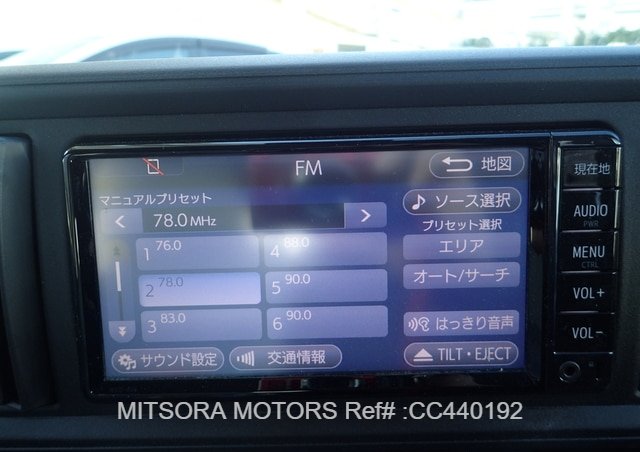 FM
地図
現在地
マニュアルプリセット
ソース選択
< 78.0 MHz >
プリセット選択
AUDIO
PWR
1 76.0
4 88.0
エリア
MENU
CTRL
2 78.0
5 90.0
オート/サーチ
VOL+
3 83.0
6 90.0
はっきり音声
VOL-
サウンド設定
交通情報
TILT・EJECT
MITSORA MOTORS Ref# :CC440192